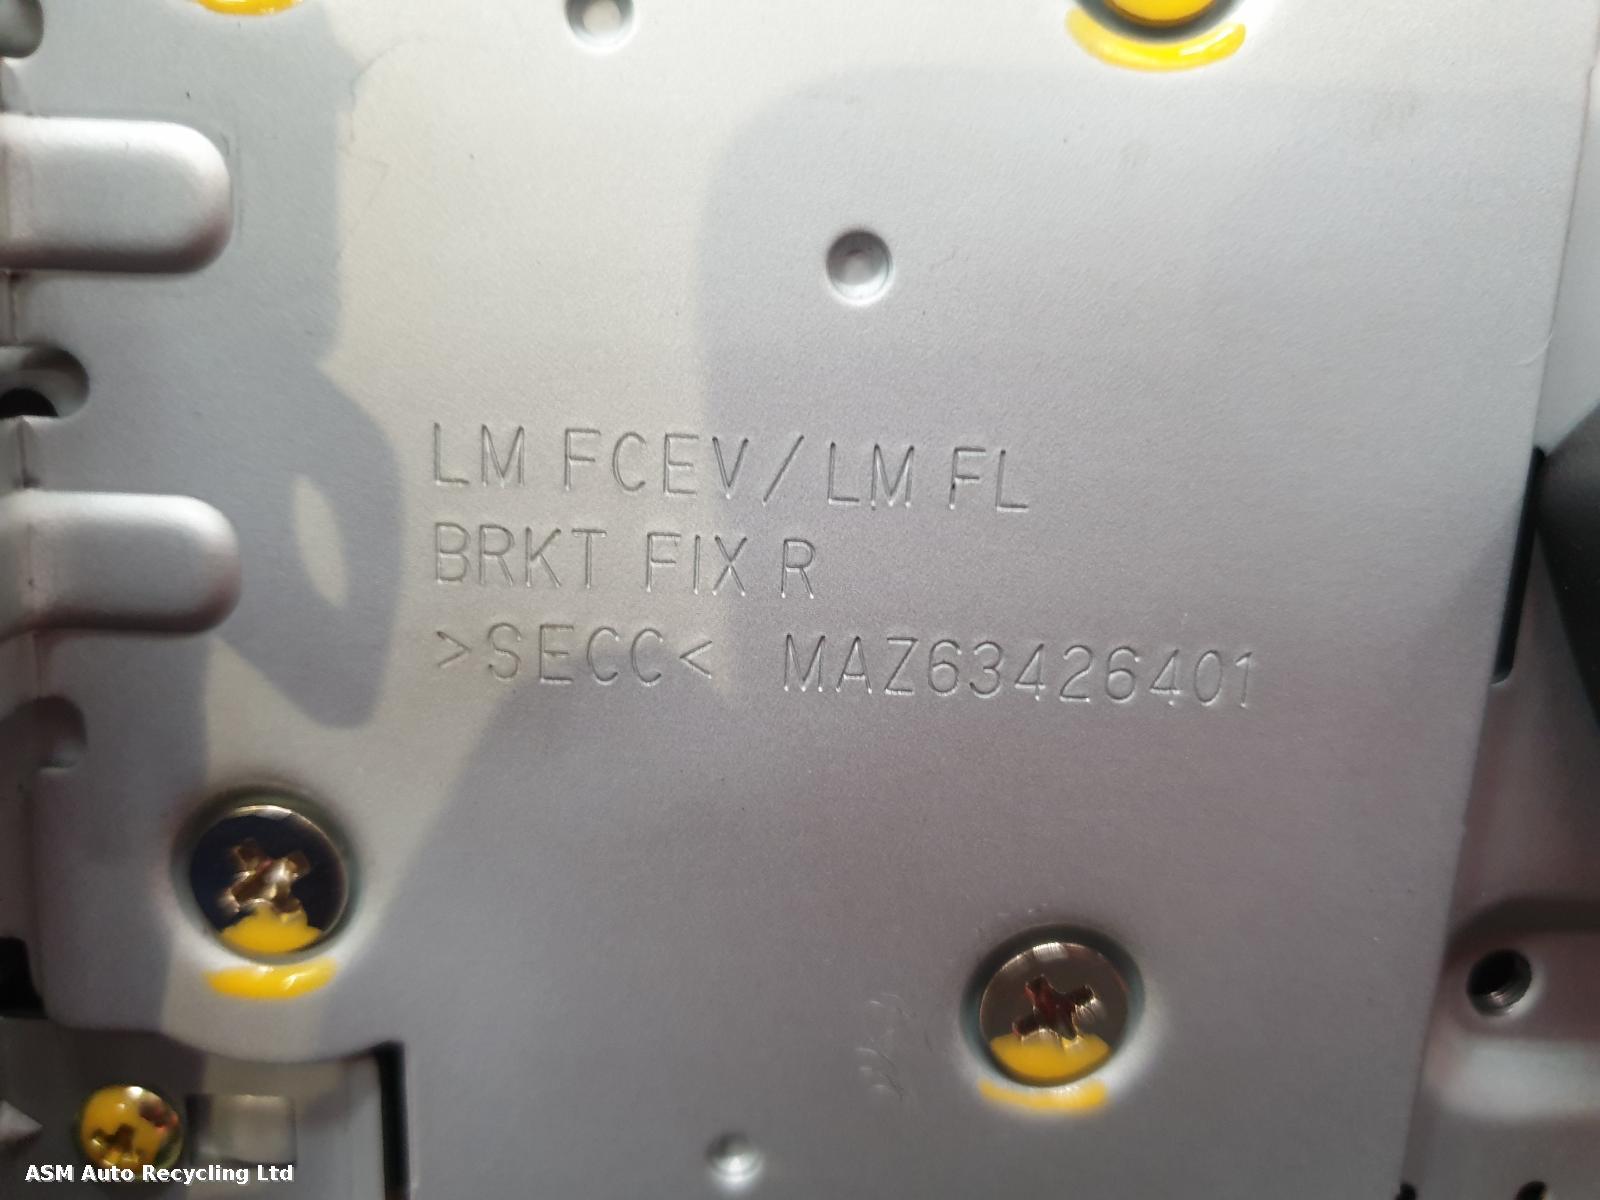 LM FCEV/LM FL
BRKT FIX R
>SECC< MAZ63426401
ASM Auto Recycling Ltd